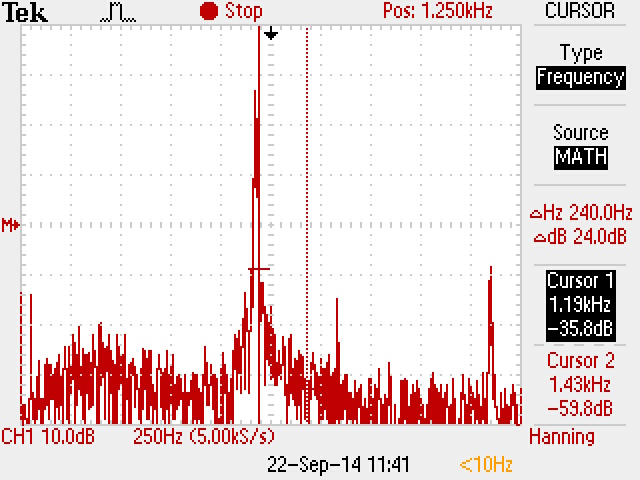 Tek Stop Pos: 1.250kHz CURSOR
Type
Frequency
Source
MATH
M
△Hz 240.0Hz
△dB 24.0dB
Cursor 1
1.19kHz
-35.8dB
Cursor 2
1.43kHz
-59.8dB
CH1 10.0dB 250Hz (5.00kS/s) Hanning
22-Sep-14 11:41 <10Hz